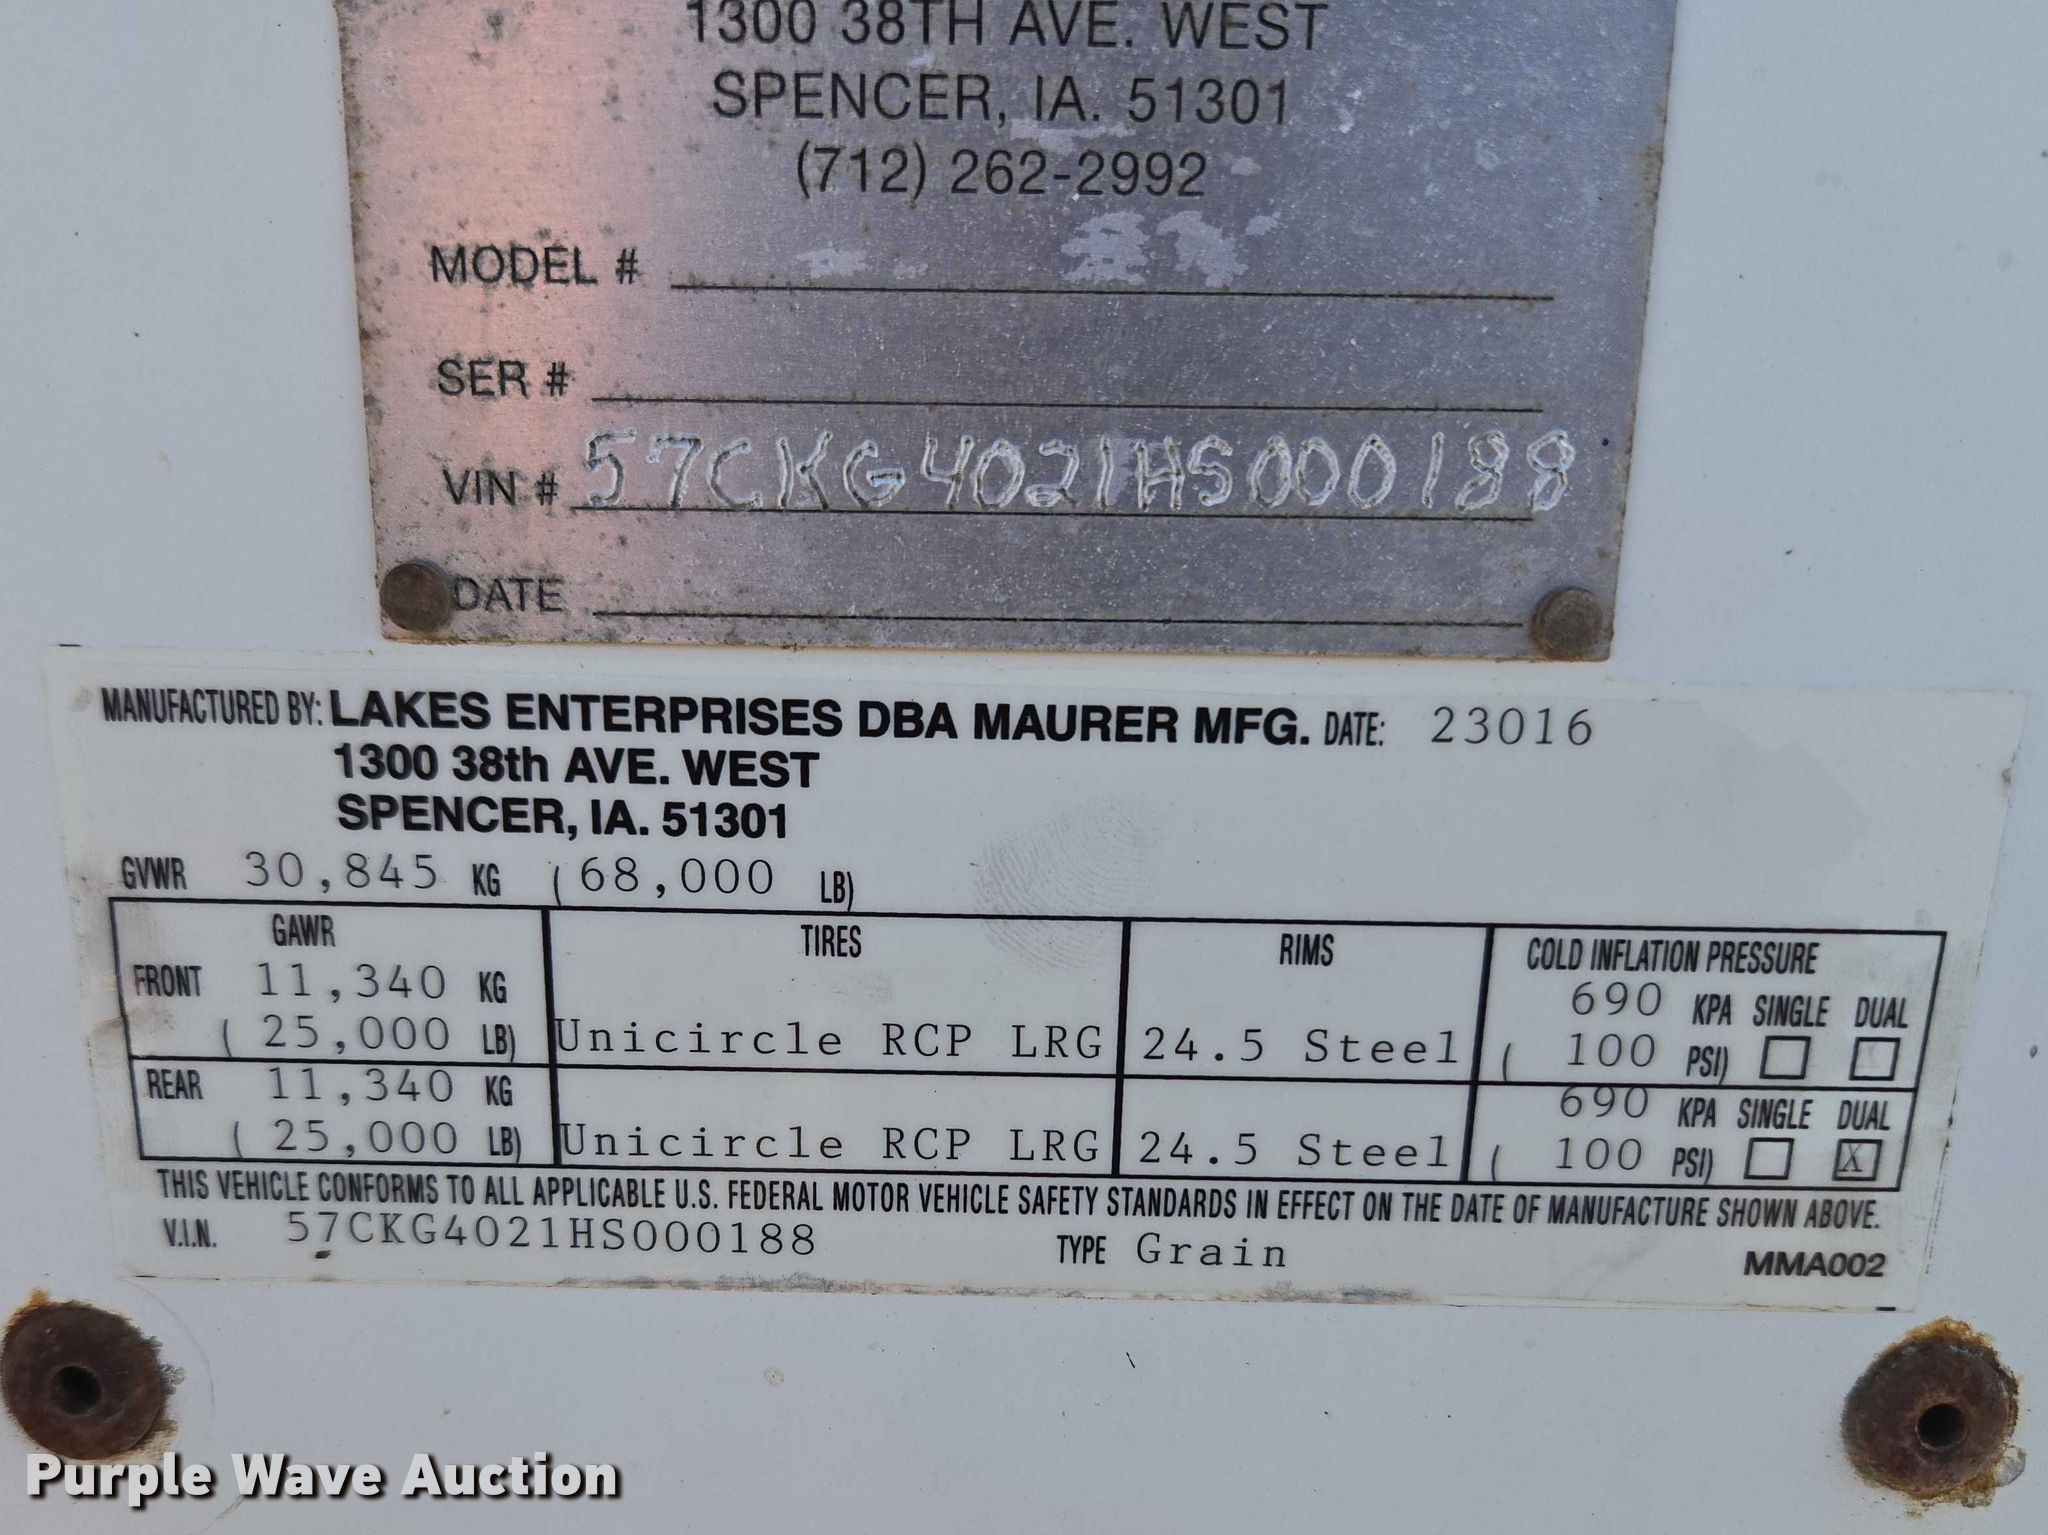 1300 38TH AVE. WEST
SPENCER, IA. 51301
(712) 262-2992
MODEL #
SER #
VIN # 57CKG4021HS000188
DATE
MANUFACTURED BY: LAKES ENTERPRISES DBA MAURER MFG. DATE: 23016
1300 38th AVE. WEST
SPENCER, IA. 51301
GVWR 30,845 KG (68,000 LB)
GAWR TIRES RIMS COLD INFLATION PRESSURE
FRONT 11,340 KG 690 KPA SINGLE DUAL
(25,000 LB) Unicircle RCP LRG 24.5 Steel (100 PSI)
REAR 11,340 KG 690 KPA SINGLE DUAL
(25,000 LB) Unicircle RCP LRG 24.5 Steel (100 PSI) X
THIS VEHICLE CONFORMS TO ALL APPLICABLE U.S. FEDERAL MOTOR VEHICLE SAFETY STANDARDS IN EFFECT ON THE DATE OF MANUFACTURE SHOWN ABOVE.
V.I.N. 57CKG4021HS000188 TYPE Grain MMA002
Purple Wave Auction